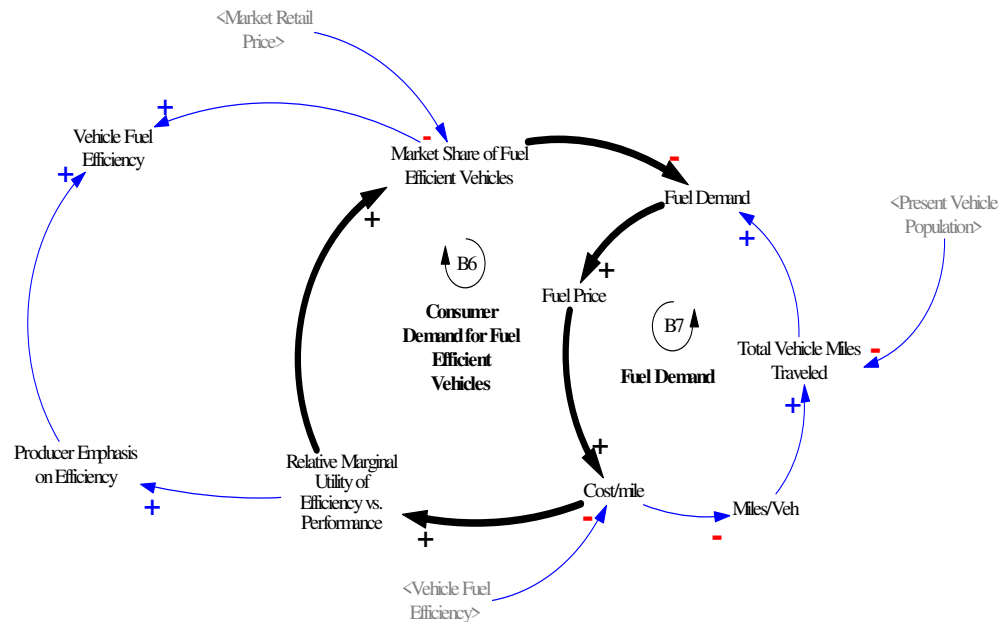 <Market Retail
Price>
+
Vehicle Fuel
Efficiency
+
-
Market Share of Fuel
Efficient Vehicles
+
-
Fuel Demand
+
<Present Vehicle
Population>
B6
Consumer
Demand for Fuel
Efficient
Vehicles
+
Fuel Price
B7
Fuel Demand
Total Vehicle Miles
Traveled
-
+
Producer Emphasis
on Efficiency
+
Relative Marginal
Utility of
Efficiency vs.
Performance
+
+
Cost/mile
-
Miles/Veh
-
<Vehicle Fuel
Efficiency>